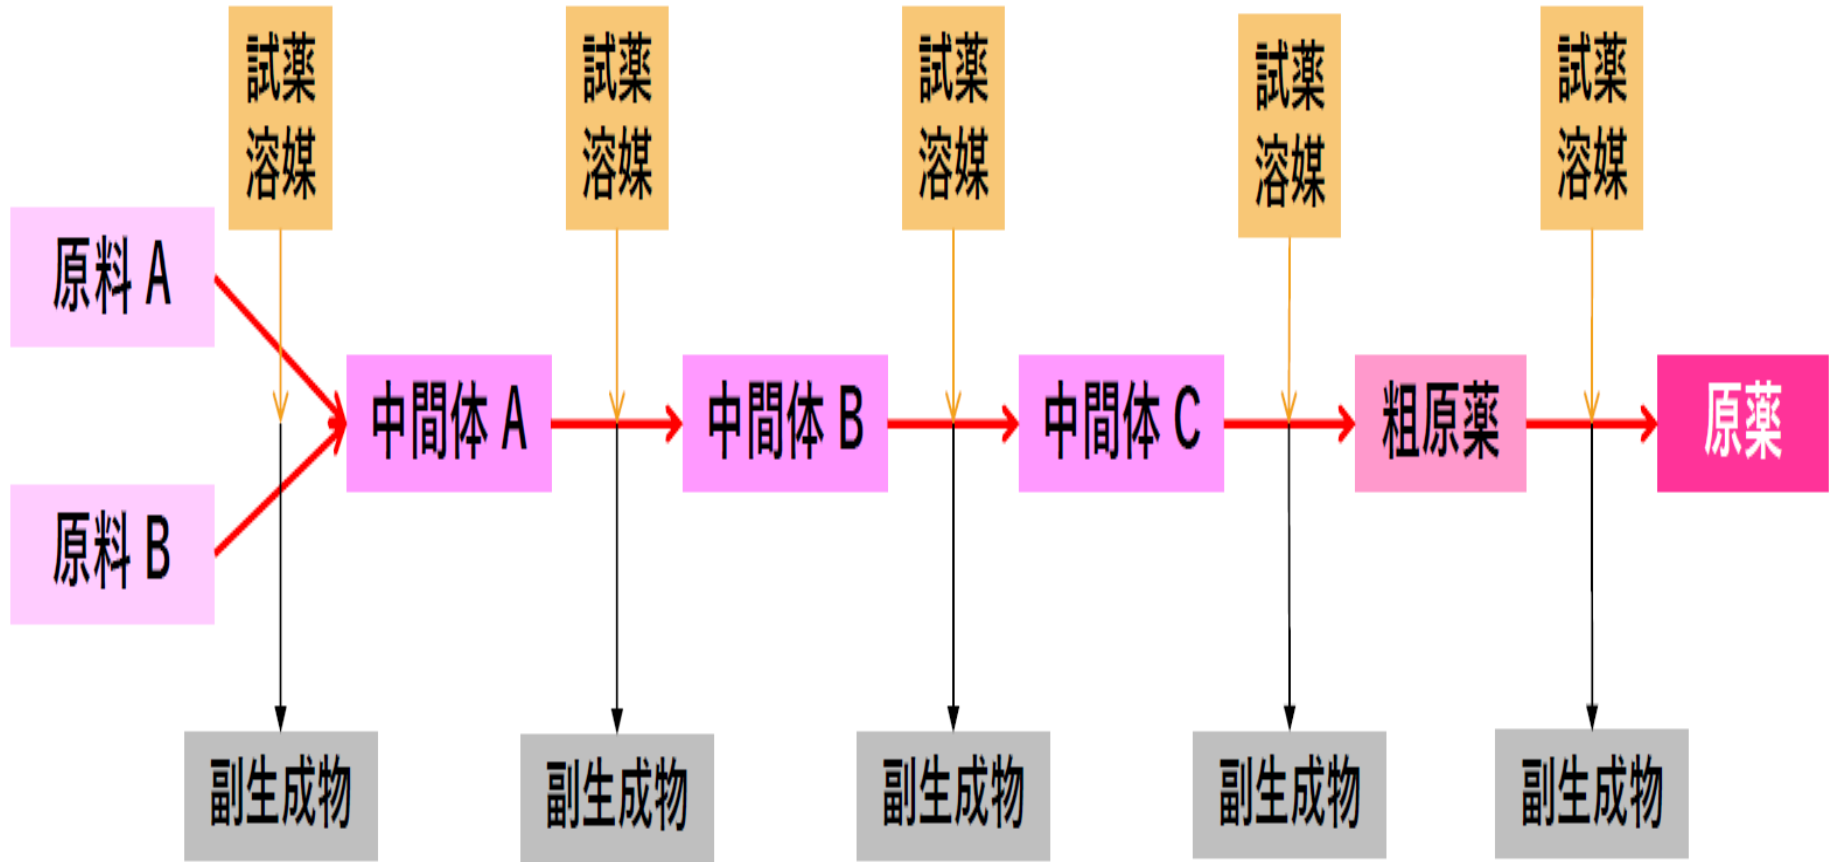 試薬
溶媒
試薬
溶媒
試薬
溶媒
試薬
溶媒
試薬
溶媒
原料 A
原料 B
中間体 A
中間体 B
中間体 C
粗原薬
原薬
副生成物
副生成物
副生成物
副生成物
副生成物